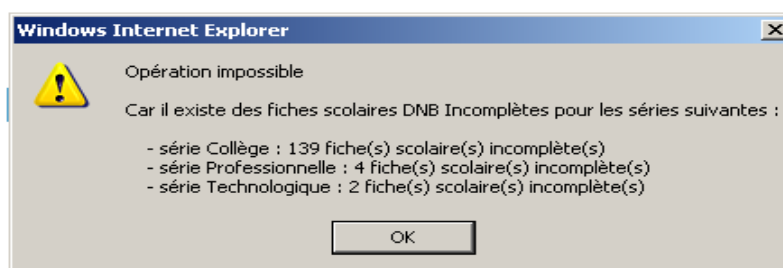 Windows Internet Explorer
Opération impossible
Car il existe des fiches scolaires DNB Incomplètes pour les séries suivantes :
- série Collège : 139 fiche(s) scolaire(s) incomplète(s)
- série Professionnelle : 4 fiche(s) scolaire(s) incomplète(s)
- série Technologique : 2 fiche(s) scolaire(s) incomplète(s)
OK